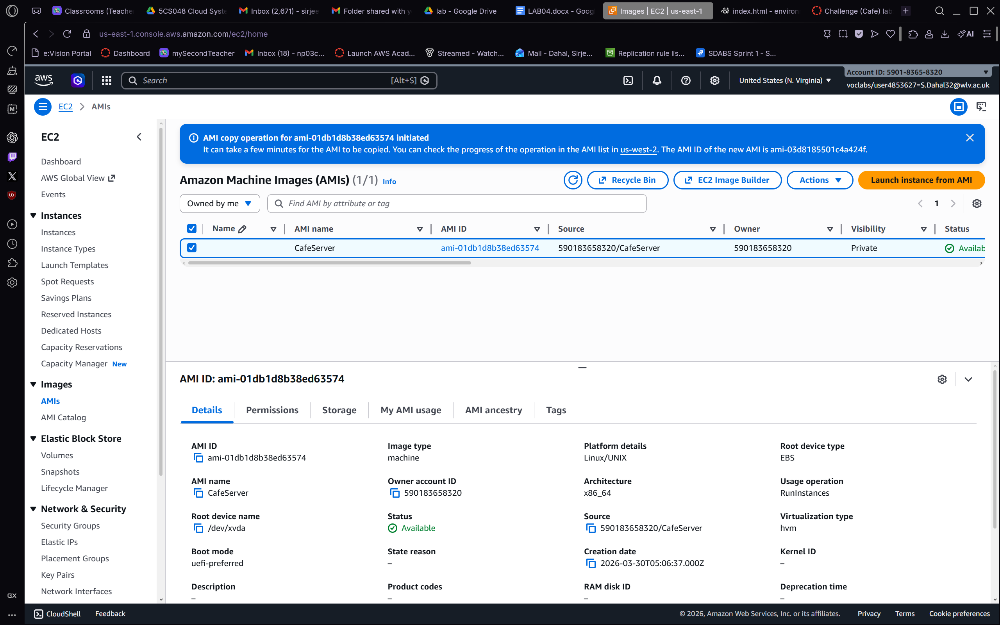 Classrooms (Teache
5CS048 Cloud Syste
Inbox (2,671) - sirjee
Folder shared with y
lab - Google Drive
LAB04.docx - Goog
Images | EC2 | us-east-1
index.html - environ
Challenge (Cafe) lab
us-east-1.console.aws.amazon.com/ec2/home
AI
e:Vision Portal
Dashboard
mySecondTeacher
Inbox (18) - np03c...
Launch AWS Acad...
Streamed - Watch...
Mail - Dahal, Sirje...
Replication rule lis...
SDABS Sprint 1 - S...
aws
Search
[Alt+S]
United States (N. Virginia)
Account ID: 5901-8365-8320
voclabs/user4853627=S.Dahal32@wlv.ac.uk
EC2
AMIs
EC2
Dashboard
AWS Global View
Events
Instances
Instances
Instance Types
Launch Templates
Spot Requests
Savings Plans
Reserved Instances
Dedicated Hosts
Capacity Reservations
Capacity Manager New
Images
AMIs
AMI Catalog
Elastic Block Store
Volumes
Snapshots
Lifecycle Manager
Network & Security
Security Groups
Elastic IPs
Placement Groups
Key Pairs
Network Interfaces
AMI copy operation for ami-01db1d8b38ed63574 initiated
It can take a few minutes for the AMI to be copied. You can check the progress of the operation in the AMI list in us-west-2. The AMI ID of the new AMI is ami-03d8185501c4a424f.
Amazon Machine Images (AMIs) (1/1) Info
Recycle Bin
EC2 Image Builder
Actions
Launch instance from AMI
Owned by me
Find AMI by attribute or tag
1
Name
AMI name
AMI ID
Source
Owner
Visibility
Status
CafeServer
ami-01db1d8b38ed63574
590183658320/CafeServer
590183658320
Private
Availab
AMI ID: ami-01db1d8b38ed63574
Details
Permissions
Storage
My AMI usage
AMI ancestry
Tags
AMI ID
ami-01db1d8b38ed63574
Image type
machine
Platform details
Linux/UNIX
Root device type
EBS
AMI name
CafeServer
Owner account ID
590183658320
Architecture
x86_64
Usage operation
RunInstances
Root device name
/dev/xvda
Status
Available
Source
590183658320/CafeServer
Virtualization type
hvm
Boot mode
uefi-preferred
State reason
–
Creation date
2026-03-30T05:06:37.000Z
Kernel ID
–
Description
–
Product codes
–
RAM disk ID
–
Deprecation time
–
GX
CloudShell
Feedback
© 2026, Amazon Web Services, Inc. or its affiliates.
Privacy
Terms
Cookie preferences